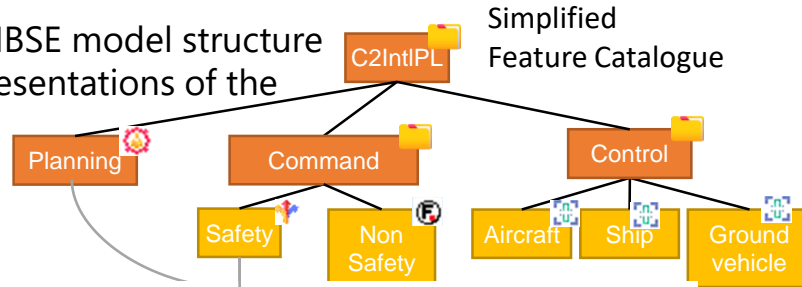 IBSE model structure
esentations of the
Simplified
Feature Catalogue
C2IntlPL
Planning
Command
Control
Safety
Non
Safety
Aircraft
Ship
Ground
vehicle